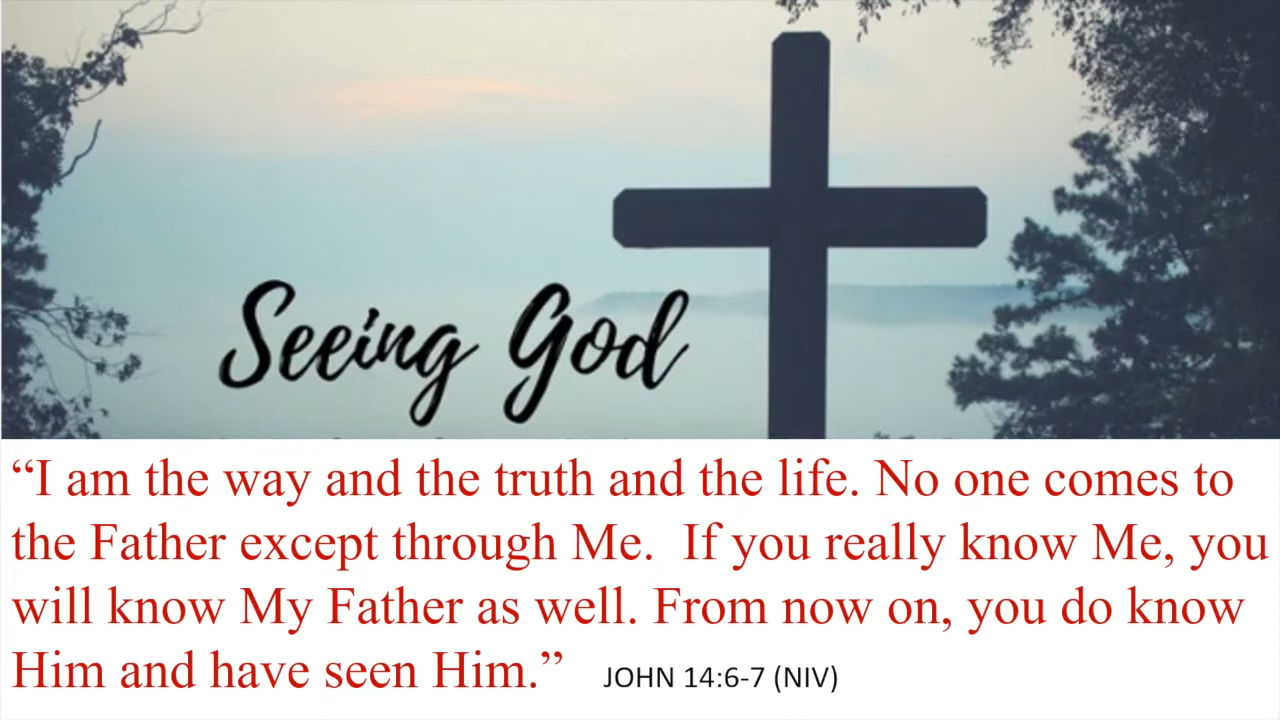 Seeing God
“I am the way and the truth and the life. No one comes to
the Father except through Me.  If you really know Me, you
will know My Father as well. From now on, you do know
Him and have seen Him.”   JOHN 14:6-7 (NIV)